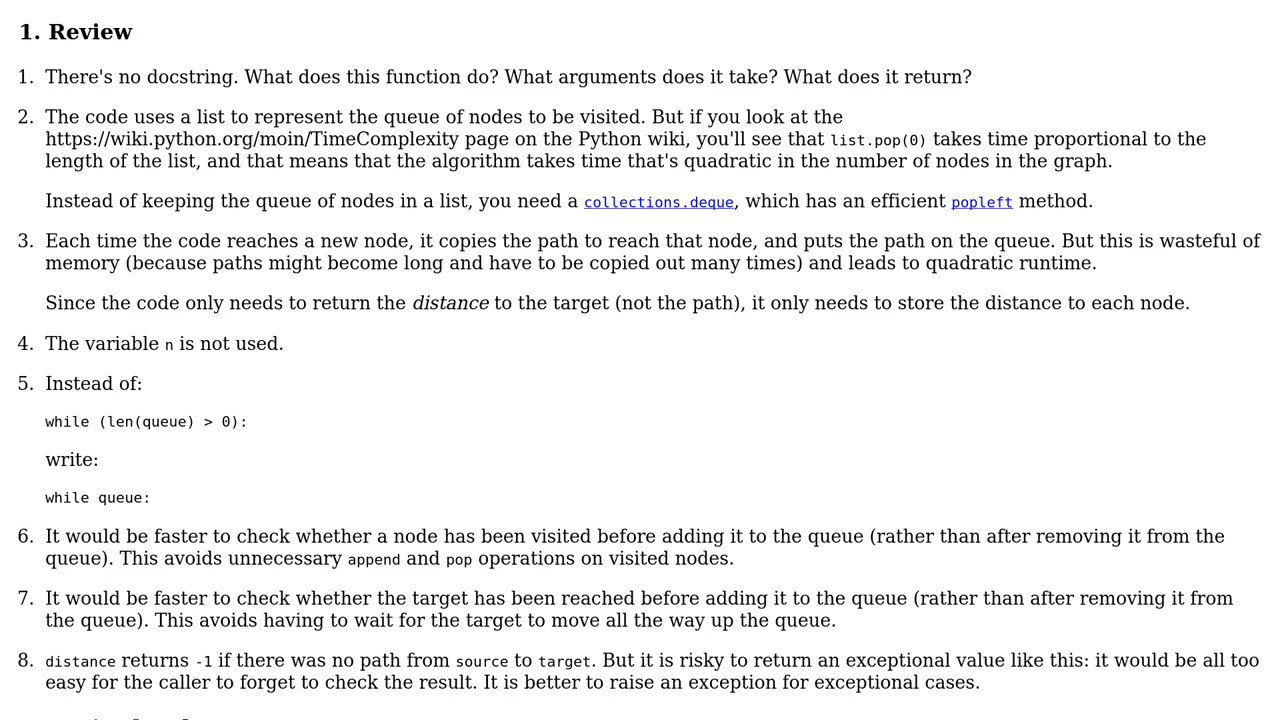 1. Review
1. There's no docstring. What does this function do? What arguments does it take? What does it return?
2. The code uses a list to represent the queue of nodes to be visited. But if you look at the
https://wiki.python.org/moin/TimeComplexity page on the Python wiki, you'll see that list.pop(0) takes time proportional to the
length of the list, and that means that the algorithm takes time that's quadratic in the number of nodes in the graph.
Instead of keeping the queue of nodes in a list, you need a collections.deque, which has an efficient popleft method.
3. Each time the code reaches a new node, it copies the path to reach that node, and puts the path on the queue. But this is wasteful of
memory (because paths might become long and have to be copied out many times) and leads to quadratic runtime.
Since the code only needs to return the distance to the target (not the path), it only needs to store the distance to each node.
4. The variable n is not used.
5. Instead of:
while (len(queue) > 0):
write:
while queue:
6. It would be faster to check whether a node has been visited before adding it to the queue (rather than after removing it from the
queue). This avoids unnecessary append and pop operations on visited nodes.
7. It would be faster to check whether the target has been reached before adding it to the queue (rather than after removing it from
the queue). This avoids having to wait for the target to move all the way up the queue.
8. distance returns -1 if there was no path from source to target. But it is risky to return an exceptional value like this: it would be all too
easy for the caller to forget to check the result. It is better to raise an exception for exceptional cases.